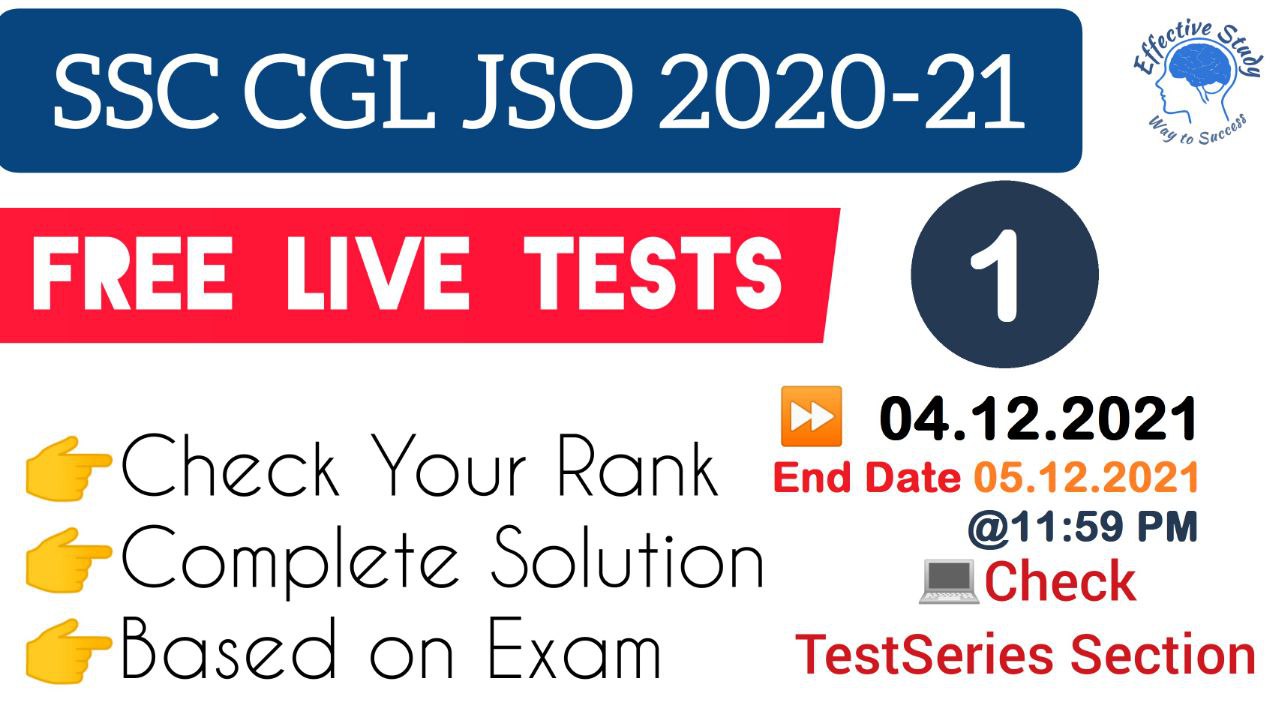 SSC CGL JSO 2020-21
Effective Study
Way to Success
FREE LIVE TESTS
1
04.12.2021
End Date 05.12.2021
@11:59 PM
Check Your Rank
Complete Solution
Based on Exam
Check
TestSeries Section